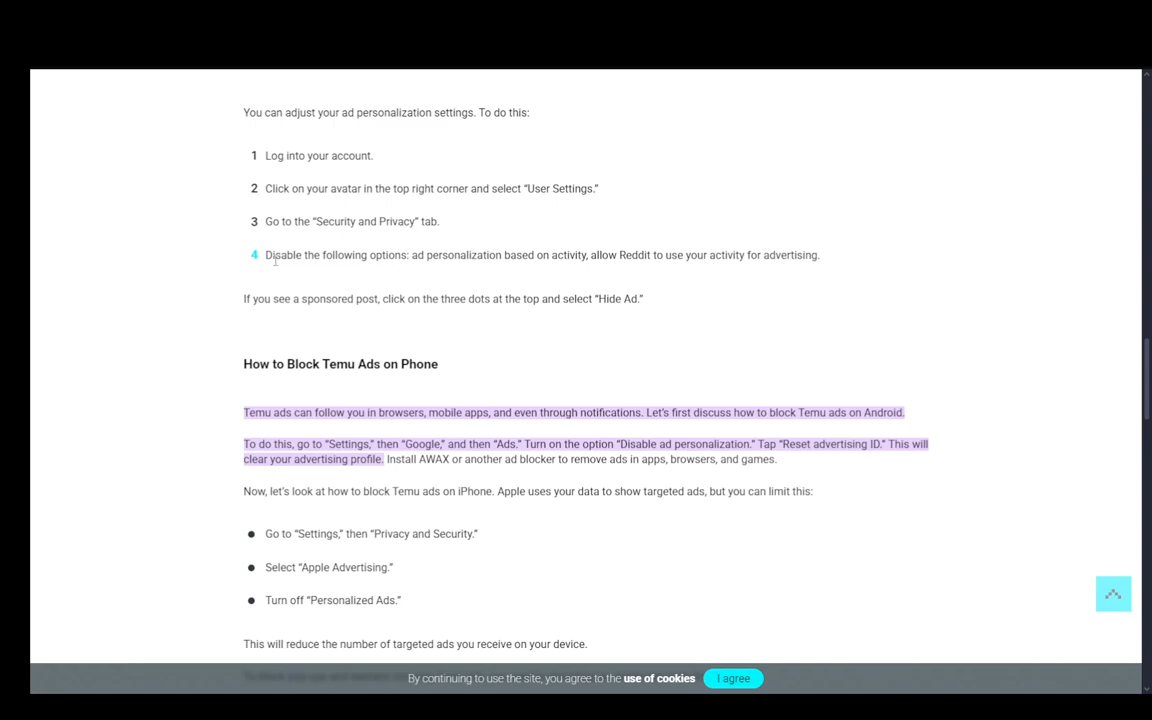 You can adjust your ad personalization settings. To do this:
1 Log into your account.
2 Click on your avatar in the top right corner and select “User Settings.”
3 Go to the “Security and Privacy” tab.
4 Disable the following options: ad personalization based on activity, allow Reddit to use your activity for advertising.
If you see a sponsored post, click on the three dots at the top and select “Hide Ad.”
How to Block Temu Ads on Phone
Temu ads can follow you in browsers, mobile apps, and even through notifications. Let’s first discuss how to block Temu ads on Android.
To do this, go to “Settings,” then “Google,” and then “Ads.” Turn on the option “Disable ad personalization.” Tap “Reset advertising ID.” This will
clear your advertising profile. Install AWAX or another ad blocker to remove ads in apps, browsers, and games.
Now, let’s look at how to block Temu ads on iPhone. Apple uses your data to show targeted ads, but you can limit this:
● Go to “Settings,” then “Privacy and Security.”
● Select “Apple Advertising.”
● Turn off “Personalized Ads.”
This will reduce the number of targeted ads you receive on your device.
By continuing to use the site, you agree to the use of cookies I agree